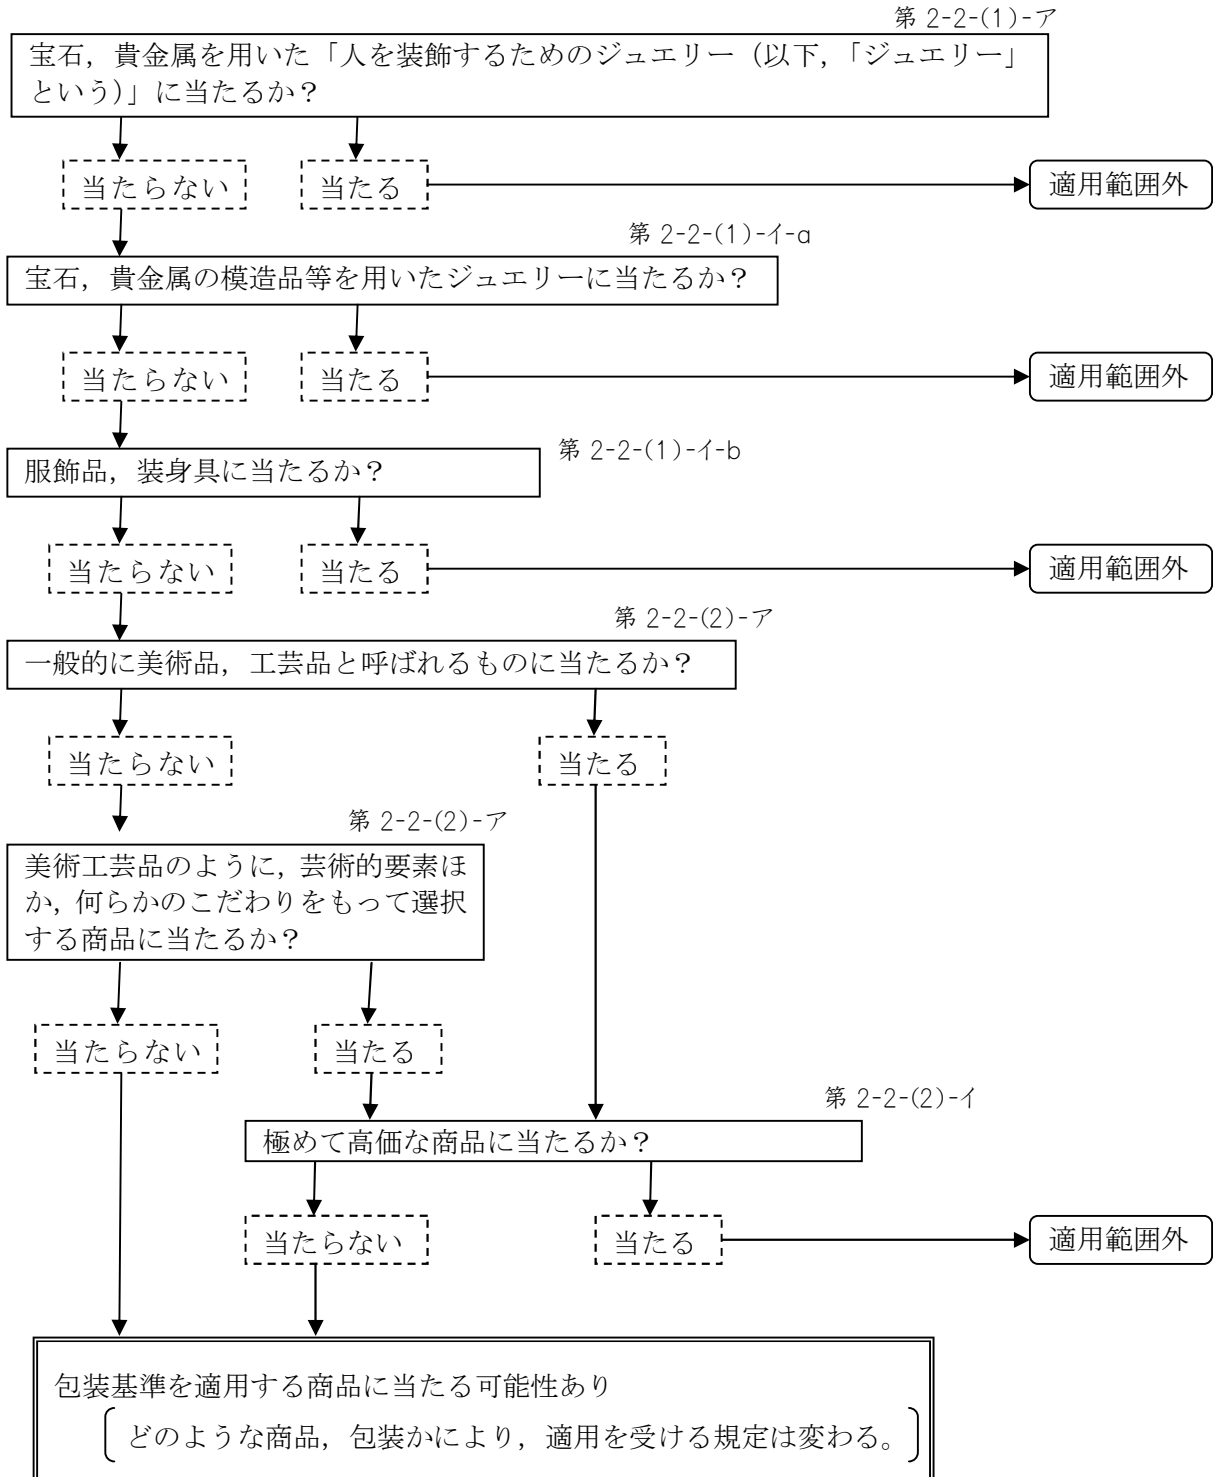 第 2-2-(1)-ア
宝石，貴金属を用いた「人を装飾するためのジュエリー（以下，「ジュエリー」
という）」に当たるか？
当たらない
当たる
適用範囲外
第 2-2-(1)-イ-a
宝石，貴金属の模造品等を用いたジュエリーに当たるか？
当たらない
当たる
適用範囲外
第 2-2-(1)-イ-b
服飾品，装身具に当たるか？
当たらない
当たる
適用範囲外
第 2-2-(2)-ア
一般的に美術品，工芸品と呼ばれるものに当たるか？
当たらない
当たる
第 2-2-(2)-ア
美術工芸品のように，芸術的要素ほ
か，何らかのこだわりをもって選択
する商品に当たるか？
当たらない
当たる
第 2-2-(2)-イ
極めて高価な商品に当たるか？
当たらない
当たる
適用範囲外
包装基準を適用する商品に当たる可能性あり
どのような商品，包装かにより，適用を受ける規定は変わる。